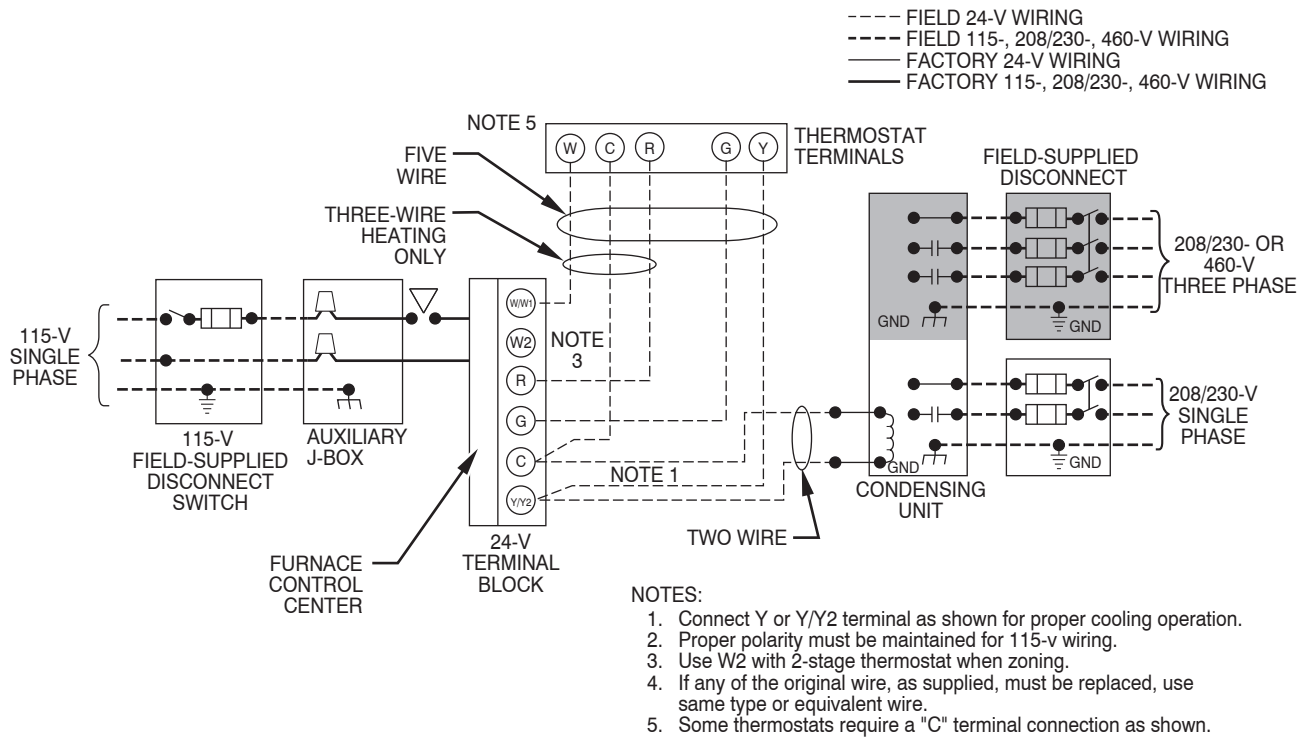 FIELD 24-V WIRING
FIELD 115-, 208/230-, 460-V WIRING
FACTORY 24-V WIRING
FACTORY 115-, 208/230-, 460-V WIRING
NOTE 5
W
C
R
G
Y
THERMOSTAT
TERMINALS
FIVE
WIRE
THREE-WIRE
HEATING
ONLY
FIELD-SUPPLIED
DISCONNECT
208/230- OR
460-V
THREE PHASE
GND
GND
115-V
SINGLE
PHASE
W/W1
W2
R
G
C
Y/Y2
NOTE
3
NOTE 1
208/230-V
SINGLE
PHASE
GND
GND
115-V
FIELD-SUPPLIED
DISCONNECT
SWITCH
AUXILIARY
J-BOX
CONDENSING
UNIT
TWO WIRE
FURNACE
CONTROL
CENTER
24-V
TERMINAL
BLOCK
NOTES:
1. Connect Y or Y/Y2 terminal as shown for proper cooling operation.
2. Proper polarity must be maintained for 115-v wiring.
3. Use W2 with 2-stage thermostat when zoning.
4. If any of the original wire, as supplied, must be replaced, use
same type or equivalent wire.
5. Some thermostats require a "C" terminal connection as shown.